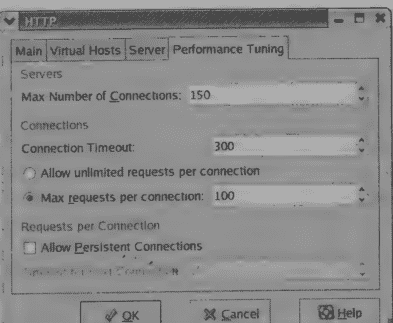 HTTP
Main Virtual Hosts Server Performance Tuning
Servers
Max Number of Connections: 150
Connections
Connection Timeout: 300
Allow unlimited requests per connection
Max requests per connection: 100
Requests per Connection
Allow Persistent Connections
OK Cancel Help